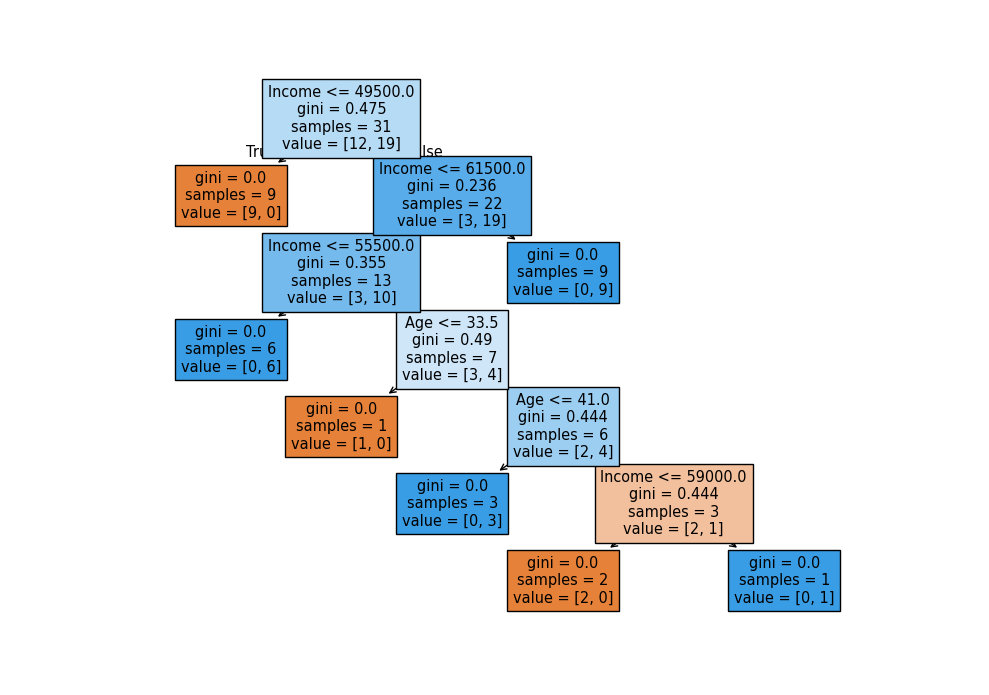 Income <= 49500.0
gini = 0.475
samples = 31
value = [12, 19]
gini = 0.0
samples = 9
value = [9, 0]
Income <= 61500.0
gini = 0.236
samples = 22
value = [3, 19]
Income <= 55500.0
gini = 0.355
samples = 13
value = [3, 10]
gini = 0.0
samples = 9
value = [0, 9]
gini = 0.0
samples = 6
value = [0, 6]
Age <= 33.5
gini = 0.49
samples = 7
value = [3, 4]
gini = 0.0
samples = 1
value = [1, 0]
Age <= 41.0
gini = 0.444
samples = 6
value = [2, 4]
gini = 0.0
samples = 3
value = [0, 3]
Income <= 59000.0
gini = 0.444
samples = 3
value = [2, 1]
gini = 0.0
samples = 2
value = [2, 0]
gini = 0.0
samples = 1
value = [0, 1]